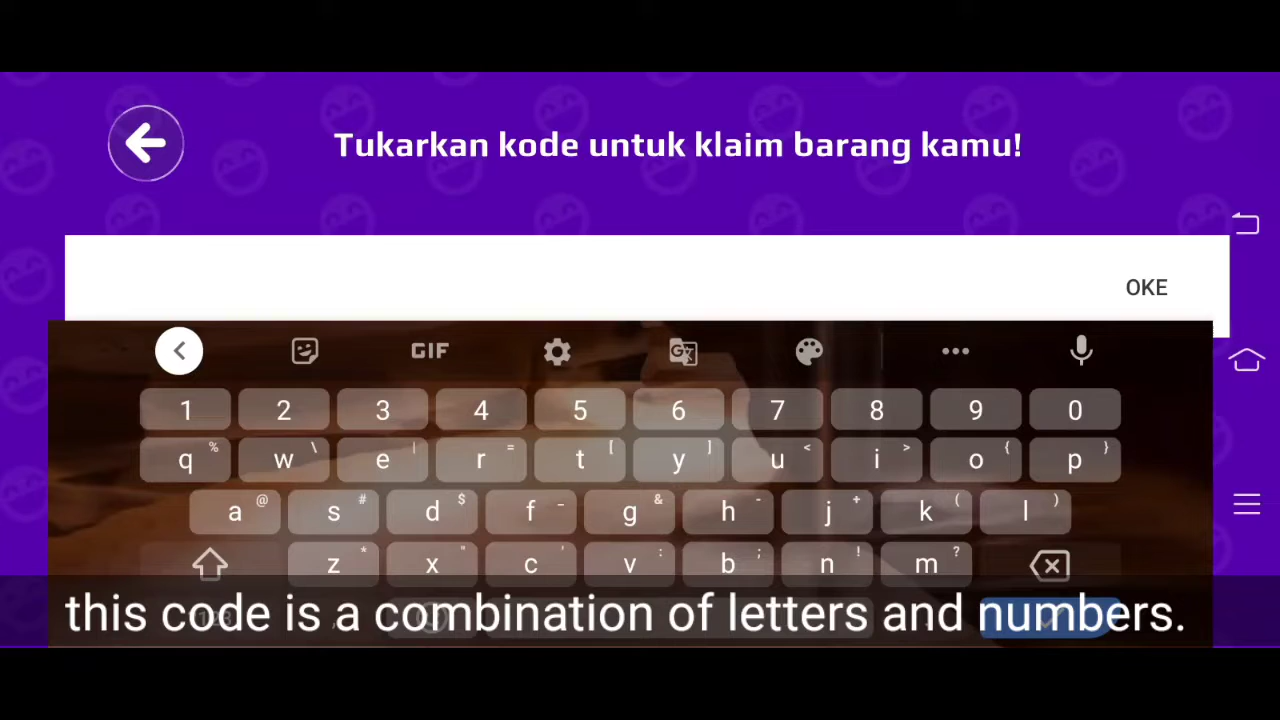 Tukarkan kode untuk klaim barang kamu!
OKE
GIF
1 2 3 4 5 6 7 8 9 0
q % w \ e | r = t [ y ] u < i > o { p }
a @ s # d $ f _ g & h - j + k ( l )
z * x " c ' v : b ; n ! m ?
this code is a combination of letters and numbers.